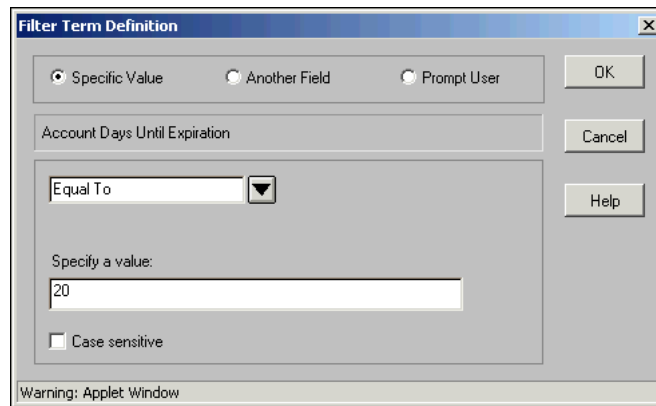 Filter Term Definition
Specific Value Another Field Prompt User
OK
Account Days Until Expiration
Cancel
Equal To
Help
Specify a value:
20
Case sensitive
Warning: Applet Window